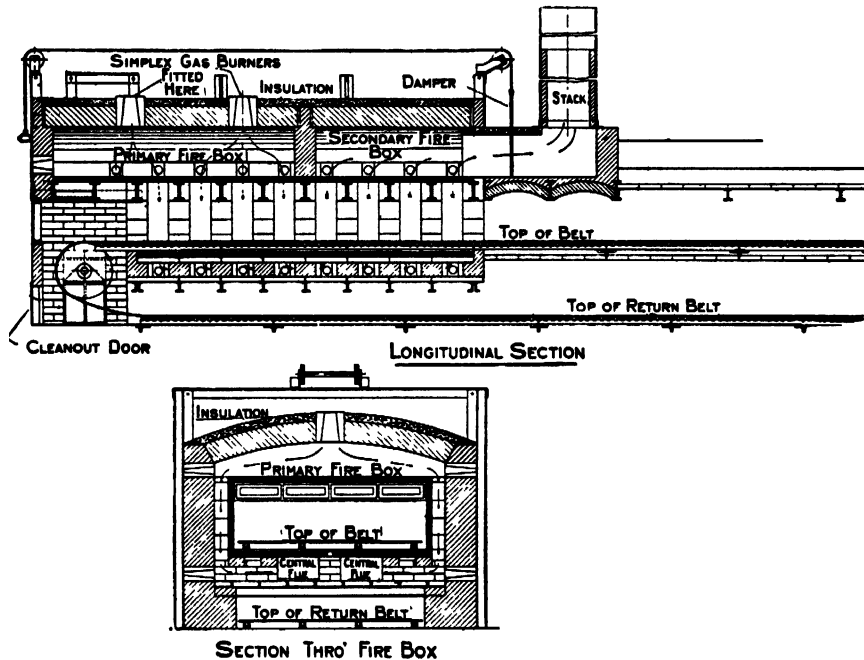 SIMPLEX GAS BURNERS
FITTED
HERE
INSULATION
DAMPER
STACK
PRIMARY FIRE BOX
SECONDARY FIRE
BOX
TOP OF BELT
TOP OF RETURN BELT
CLEANOUT DOOR
LONGITUDINAL SECTION
INSULATION
PRIMARY FIRE BOX
TOP OF BELT
CENTRAL
FLUE
CENTRAL
FLUE
TOP OF RETURN BELT
SECTION THRO' FIRE BOX